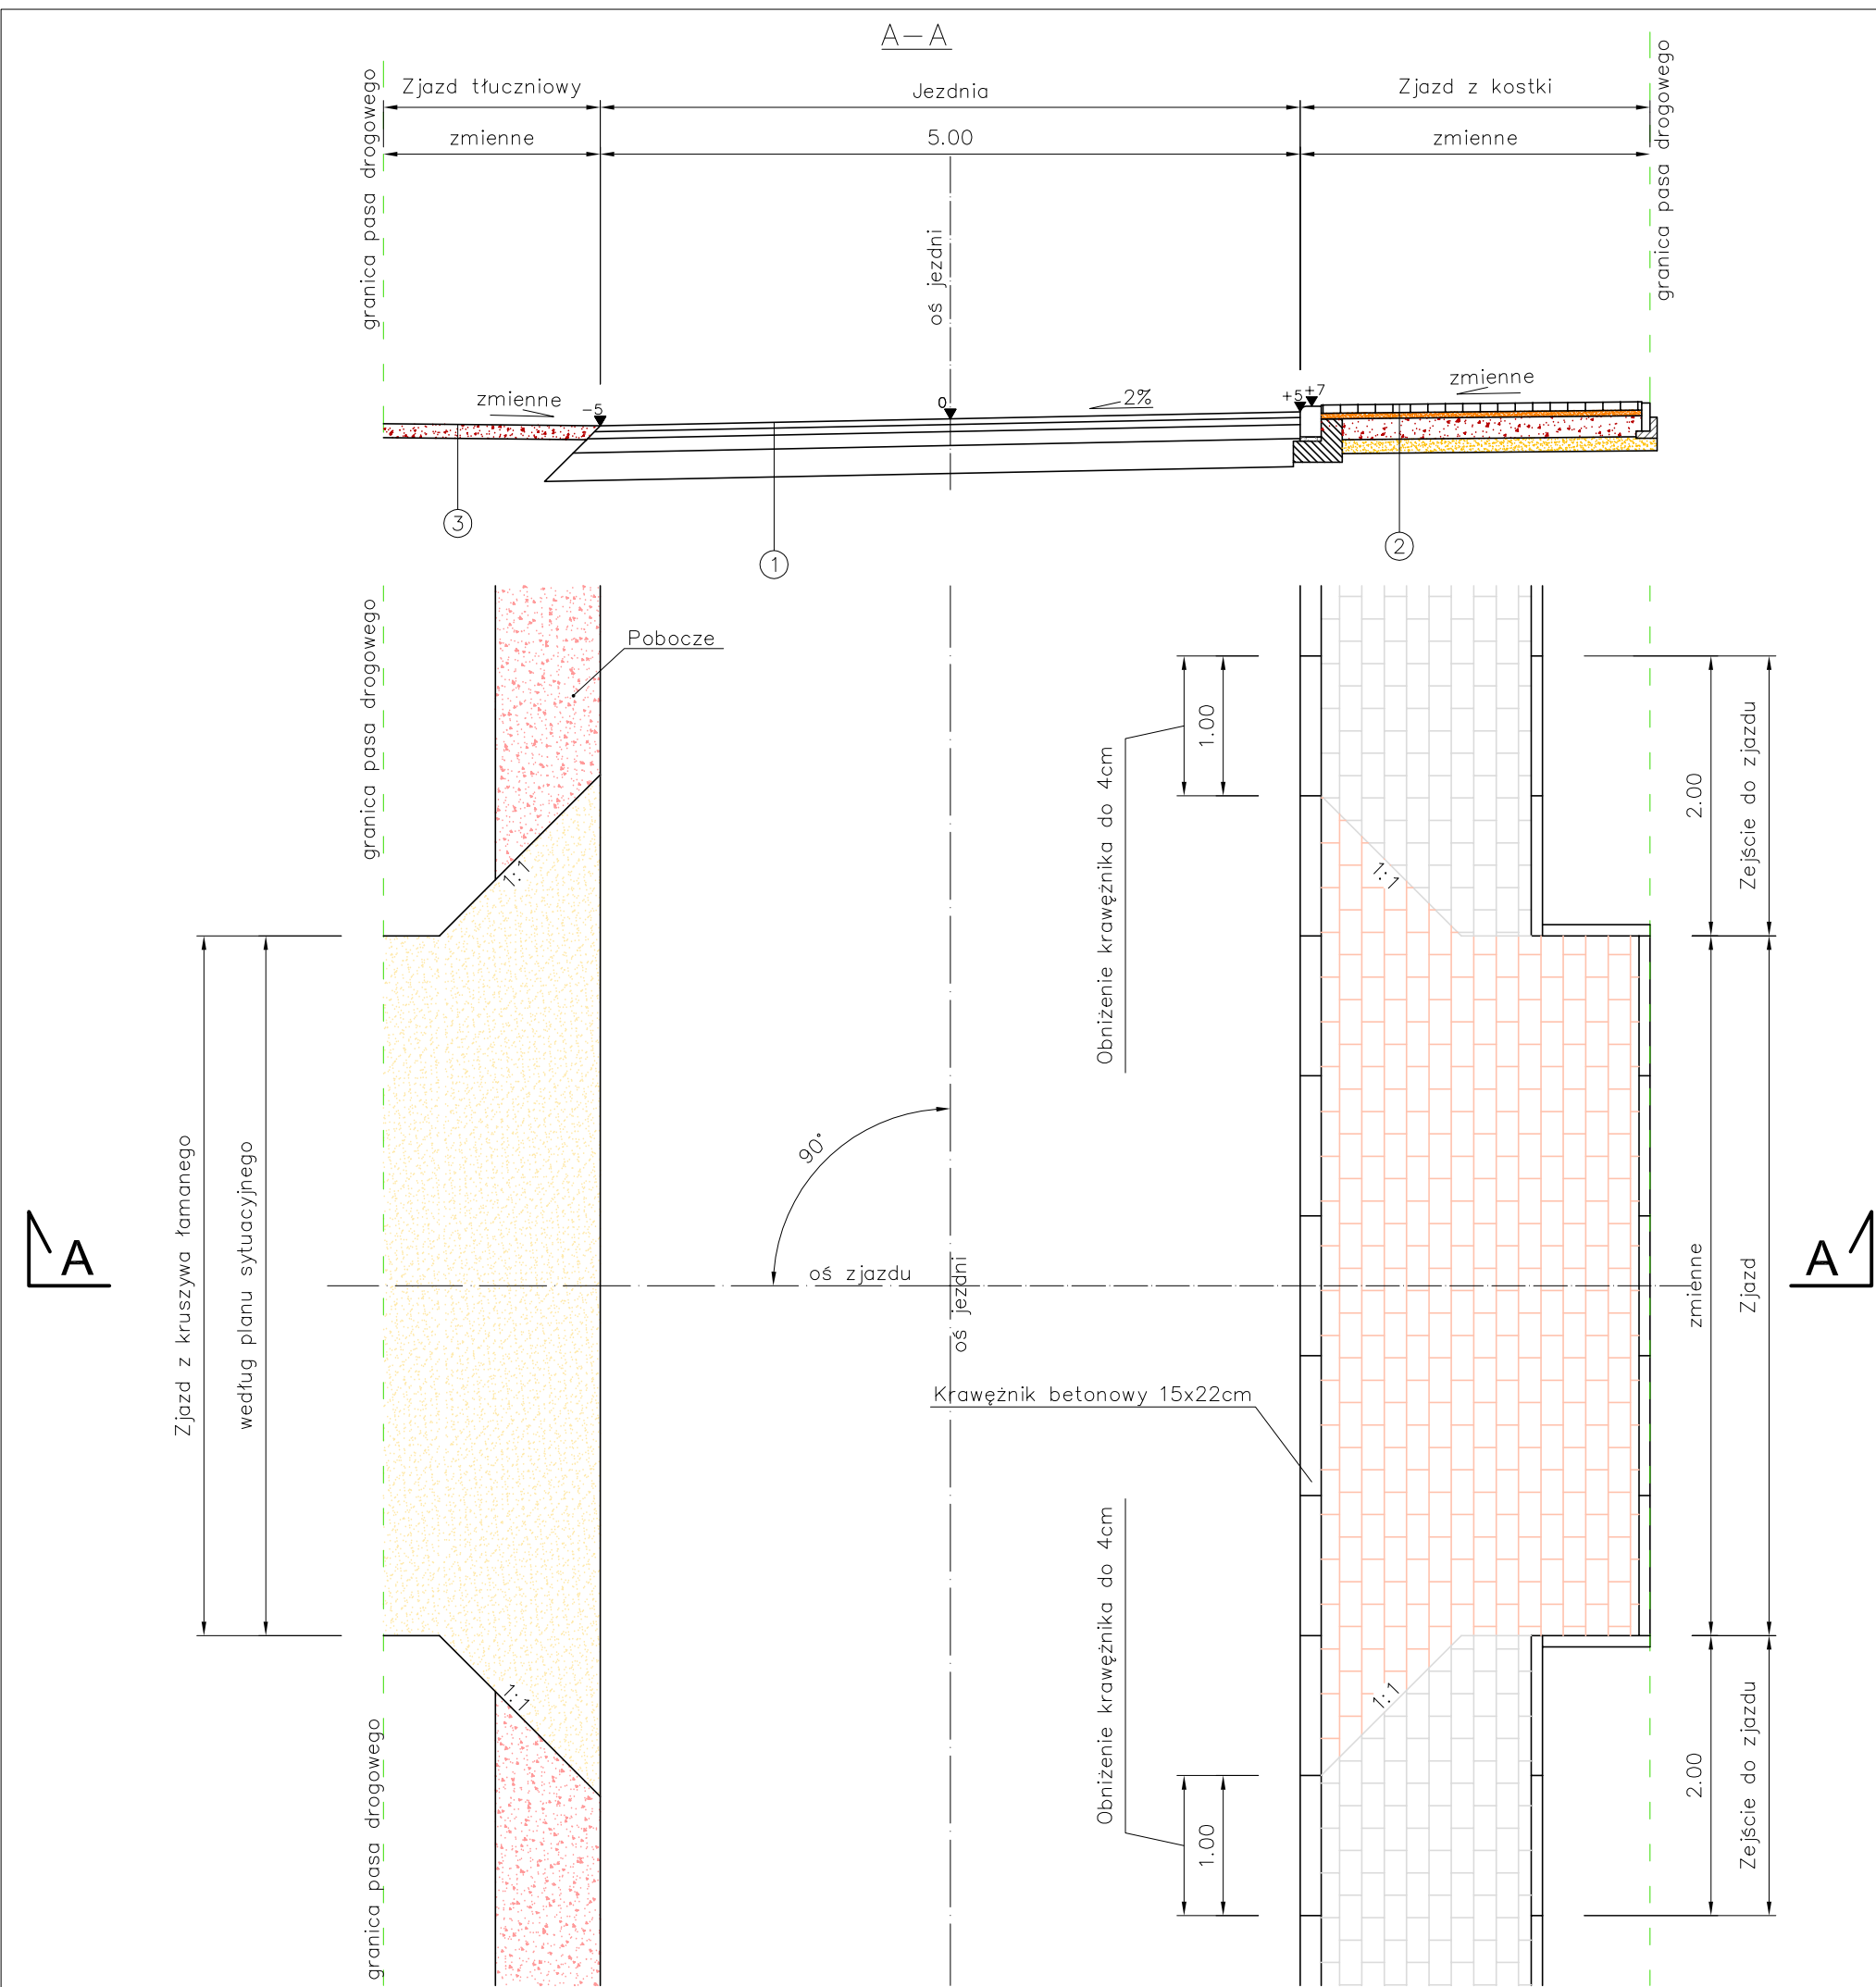 A-A
Zjazd tłuczniowy
Jezdnia
Zjazd z kostki
zmienne
5.00
zmienne
granica pasa drogowego
granica pasa drogowego
oś jezdni
zmienne
-5
0
2%
+5
+7
zmienne
3
1
2
granica pasa drogowego
Pobocze
1.00
Obniżenie krawężnika do 4cm
2.00
Zejście do zjazdu
1:1
1:1
90°
Zjazd z kruszywa łamanego
według planu sytuacyjnego
A
oś zjazdu
oś jezdni
zmienne
Zjazd
A
Krawężnik betonowy 15x22cm
Obniżenie krawężnika do 4cm
1:1
1:1
1.00
2.00
Zejście do zjazdu
granica pasa drogowego